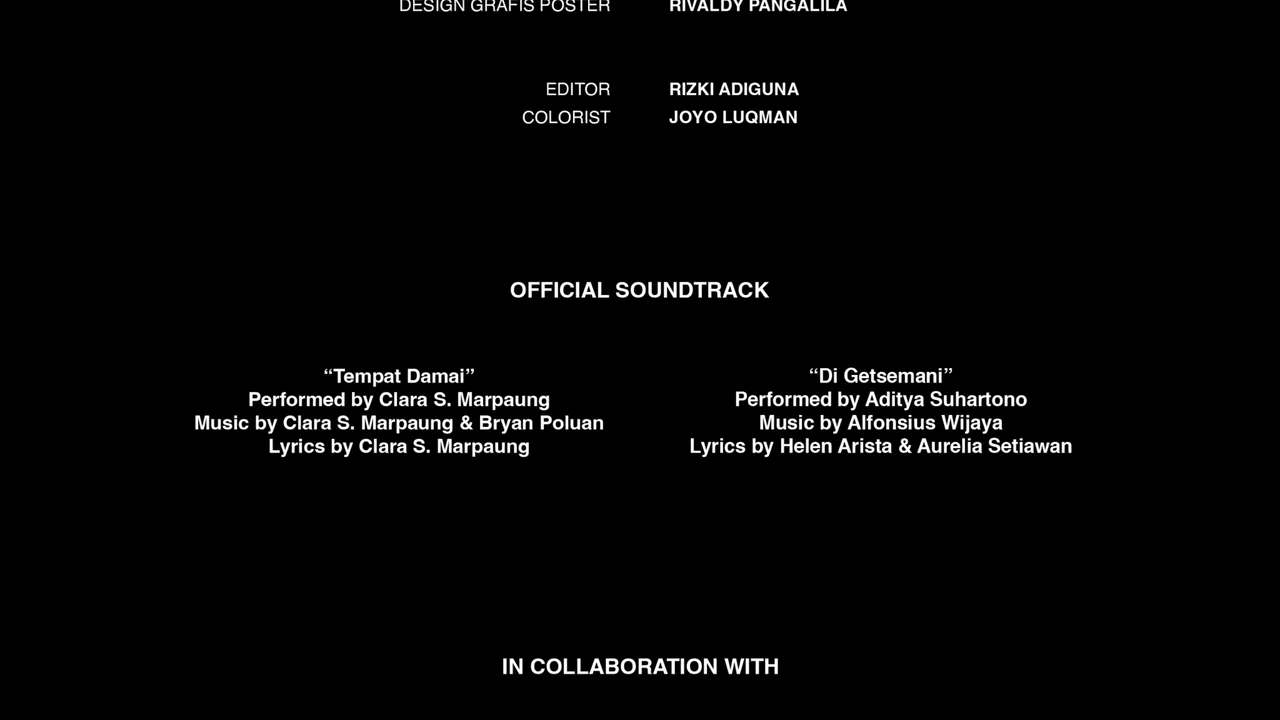 DESIGN GRAFIS POSTER RIVALDY PANGALILA
EDITOR RIZKI ADIGUNA
COLORIST JOYO LUQMAN
OFFICIAL SOUNDTRACK
“Tempat Damai”
Performed by Clara S. Marpaung
Music by Clara S. Marpaung & Bryan Poluan
Lyrics by Clara S. Marpaung
“Di Getsemani”
Performed by Aditya Suhartono
Music by Alfonsius Wijaya
Lyrics by Helen Arista & Aurelia Setiawan
IN COLLABORATION WITH